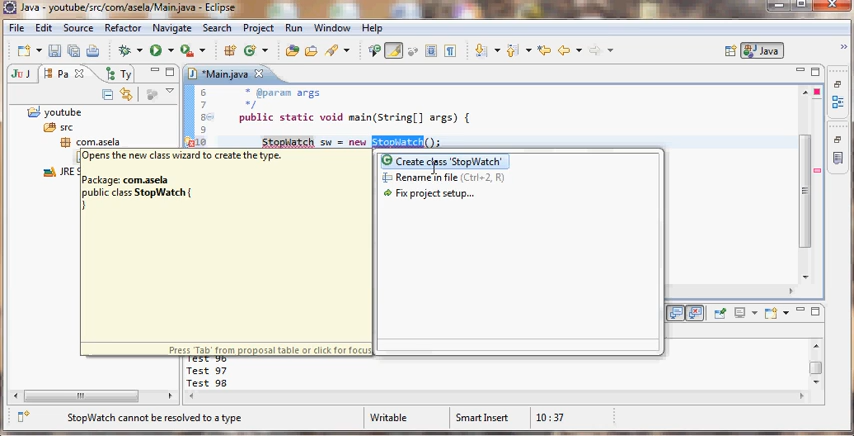 Java - youtube/src/com/asela/Main.java - Eclipse
File Edit Source Refactor Navigate Search Project Run Window Help
Java
Ju J Pa Ty
*Main.java
youtube
src
com.asela
JRE S
6 * @param args
7 */
8 public static void main(String[] args) {
9
10 StopWatch sw = new StopWatch();
Opens the new class wizard to create the type.
Package: com.asela
public class StopWatch {
}
Press 'Tab' from proposal table or click for focus
Create class 'StopWatch'
Rename in file (Ctrl+2, R)
Fix project setup...
Test 96
Test 97
Test 98
StopWatch cannot be resolved to a type Writable Smart Insert 10 : 37